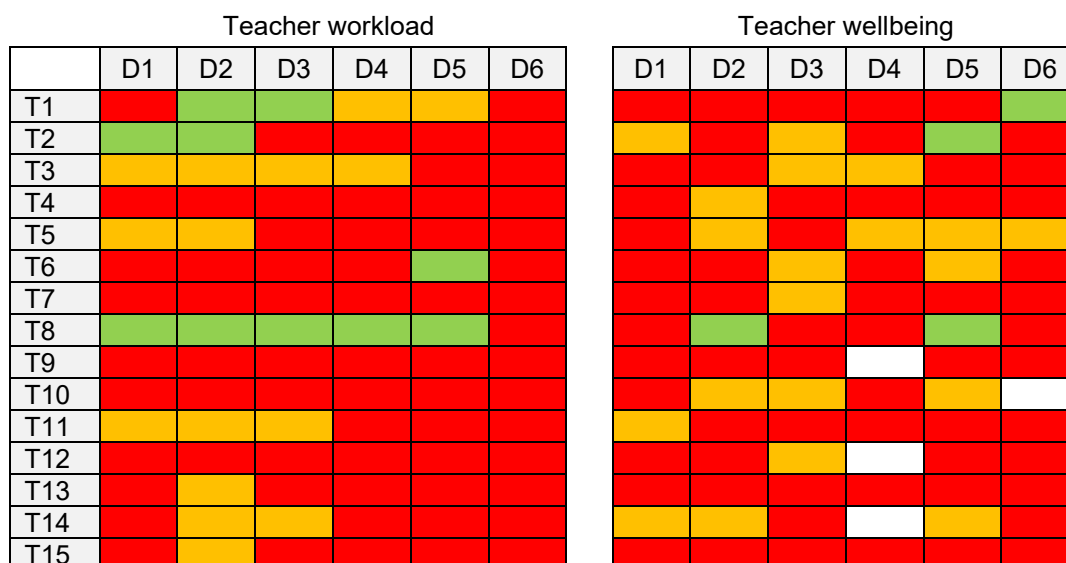 Teacher workload Teacher wellbeing
D1 D2 D3 D4 D5 D6 D1 D2 D3 D4 D5 D6
T1
T2
T3
T4
T5
T6
T7
T8
T9
T10
T11
T12
T13
T14
T15